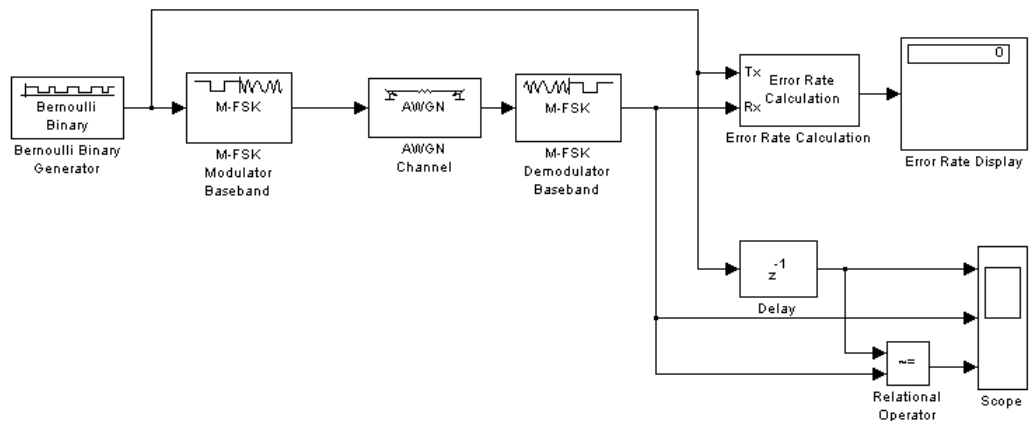 Bernoulli
Binary
Bernoulli Binary
Generator
M-FSK
M-FSK
Modulator
Baseband
AWGN
AWGN
Channel
M-FSK
M-FSK
Demodulator
Baseband
Tx
Rx
Error Rate
Calculation
Error Rate Calculation
0
Error Rate Display
z-1
Delay
~=
Relational
Operator
Scope